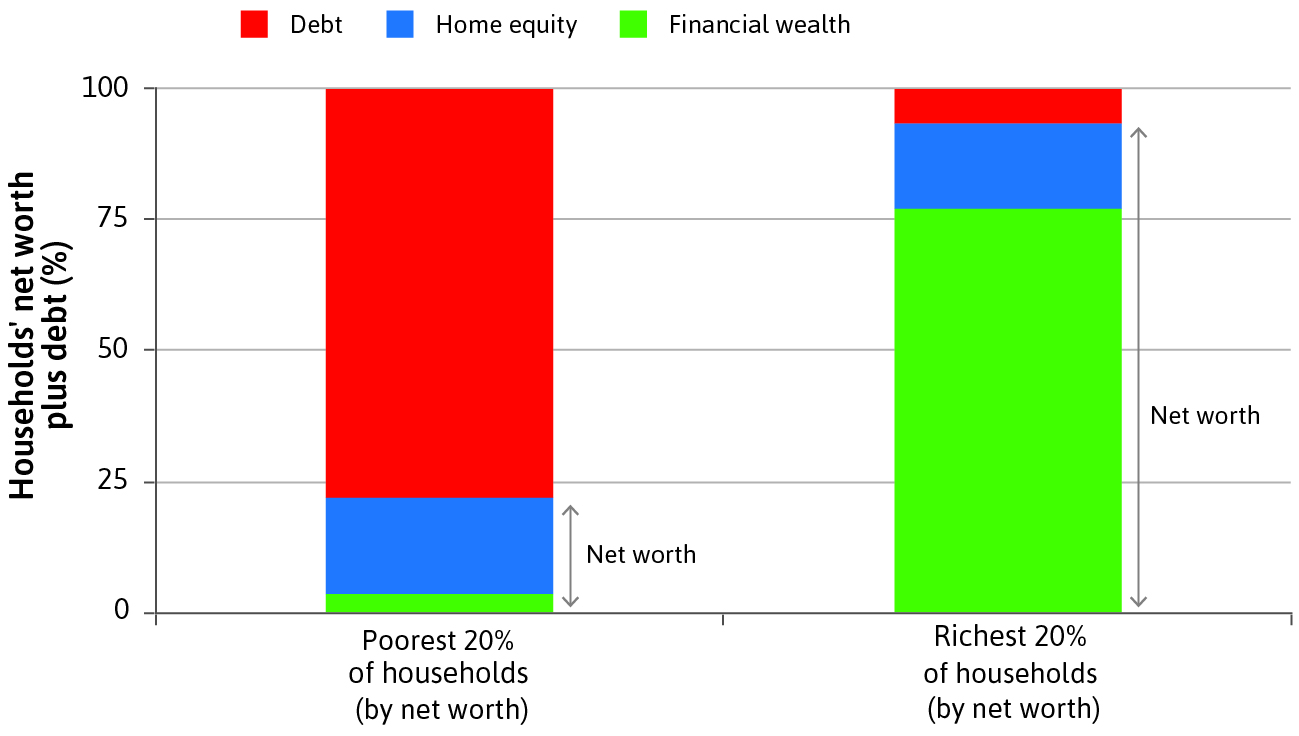 Debt Home equity Financial wealth
Households' net worth
plus debt (%)
100
75
50
25
0
Net worth
Net worth
Poorest 20%
of households
(by net worth)
Richest 20%
of households
(by net worth)